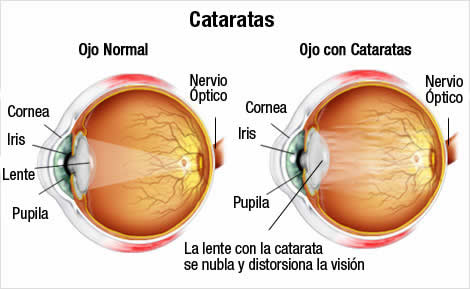 Cataratas
Ojo Normal
Nervio
Óptico
Cornea
Iris
Lente
Pupila
Ojo con Cataratas
Nervio
Óptico
Cornea
Iris
Pupila
La lente con la catarata
se nubla y distorsiona la visión